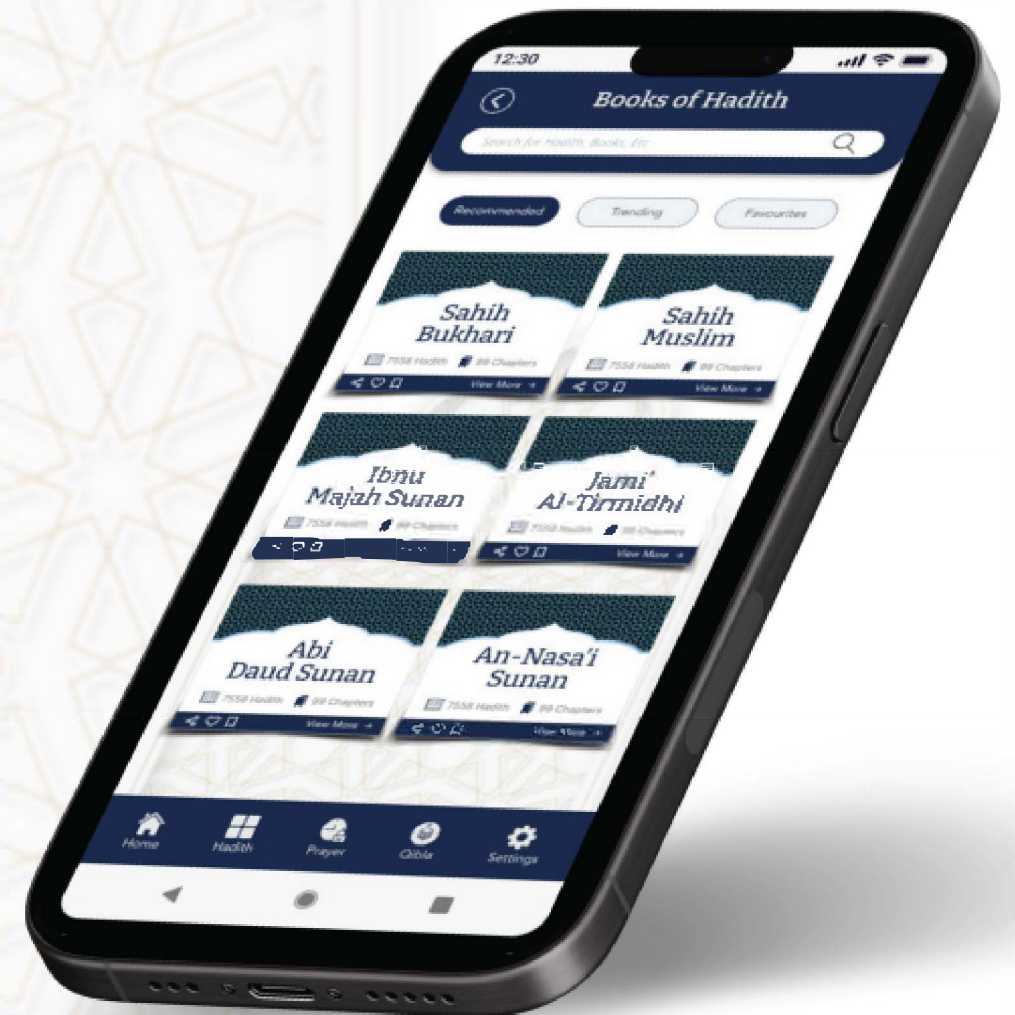 12:30
Books of Hadith
Search for Hadith, Books, Etc
Recommended
Trending
Favourites
Sahih
Bukhari
7558 Hadith
99 Chapters
View More
Sahih
Muslim
7558 Hadith
99 Chapters
View More
Ibnu
Majah Sunan
7558 Hadith
99 Chapters
Jami'
Al-Tirmidhi
7558 Hadith
99 Chapters
View More
Abi
Daud Sunan
7558 Hadith
99 Chapters
View More
An-Nasa'i
Sunan
7558 Hadith
99 Chapters
View More
Home
Hadith
Prayer
Qibla
Settings